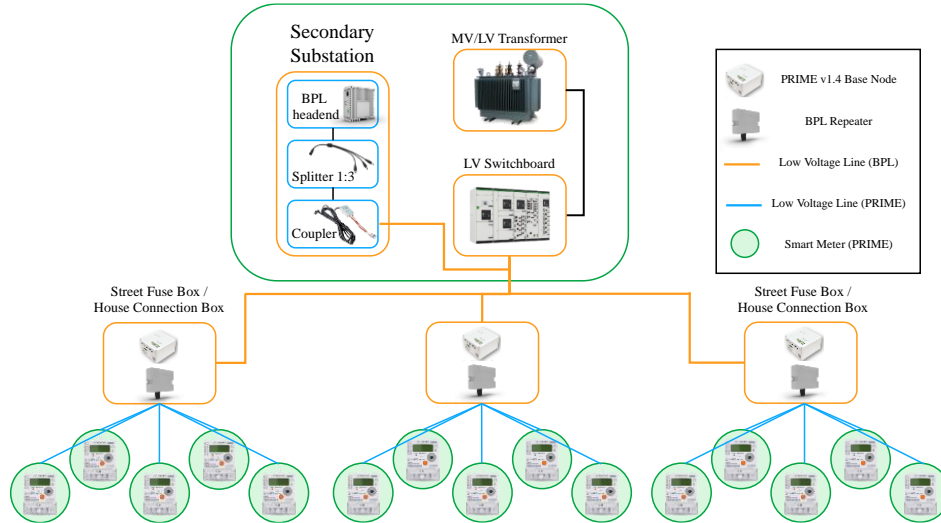 Secondary
Substation
BPL
headend
Splitter 1:3
Coupler
MV/LV Transformer
LV Switchboard
PRIME v1.4 Base Node
BPL Repeater
Low Voltage Line (BPL)
Low Voltage Line (PRIME)
Smart Meter (PRIME)
Street Fuse Box /
House Connection Box
Street Fuse Box /
House Connection Box